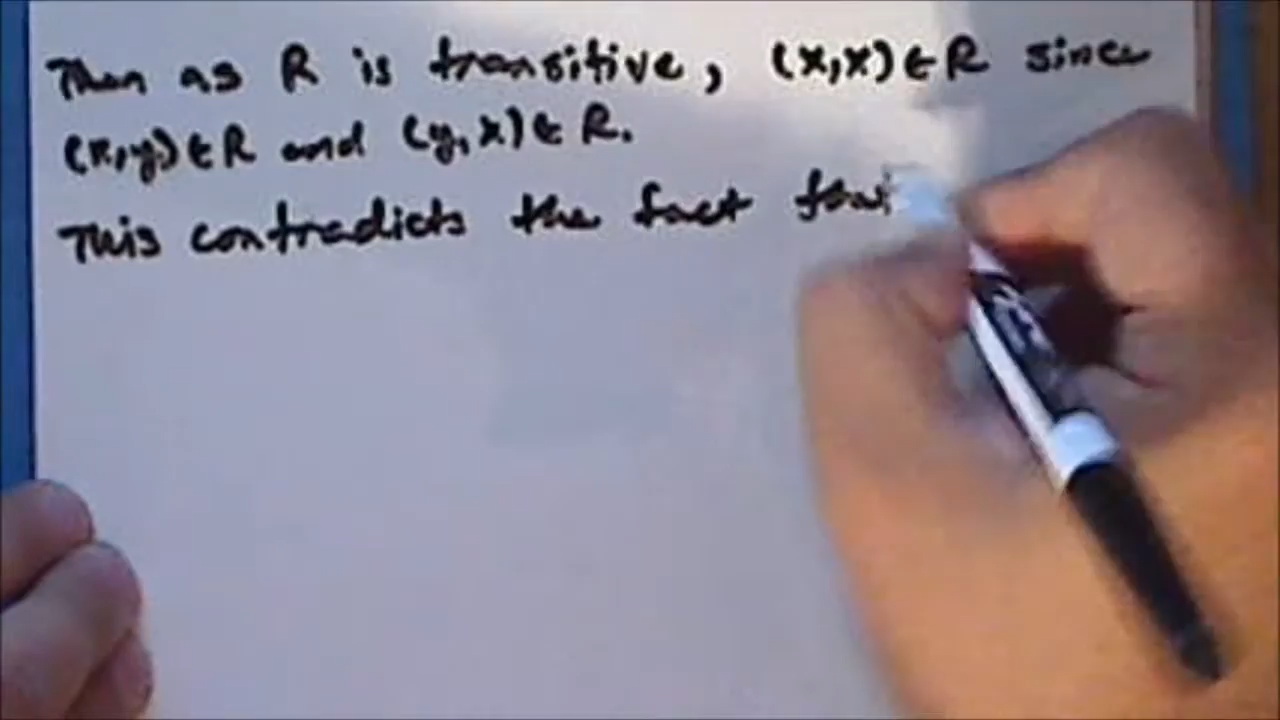 Then as R is transitive, (x,x) ∈ R since
(x,y) ∈ R and (y,x) ∈ R.
This contradicts the fact that